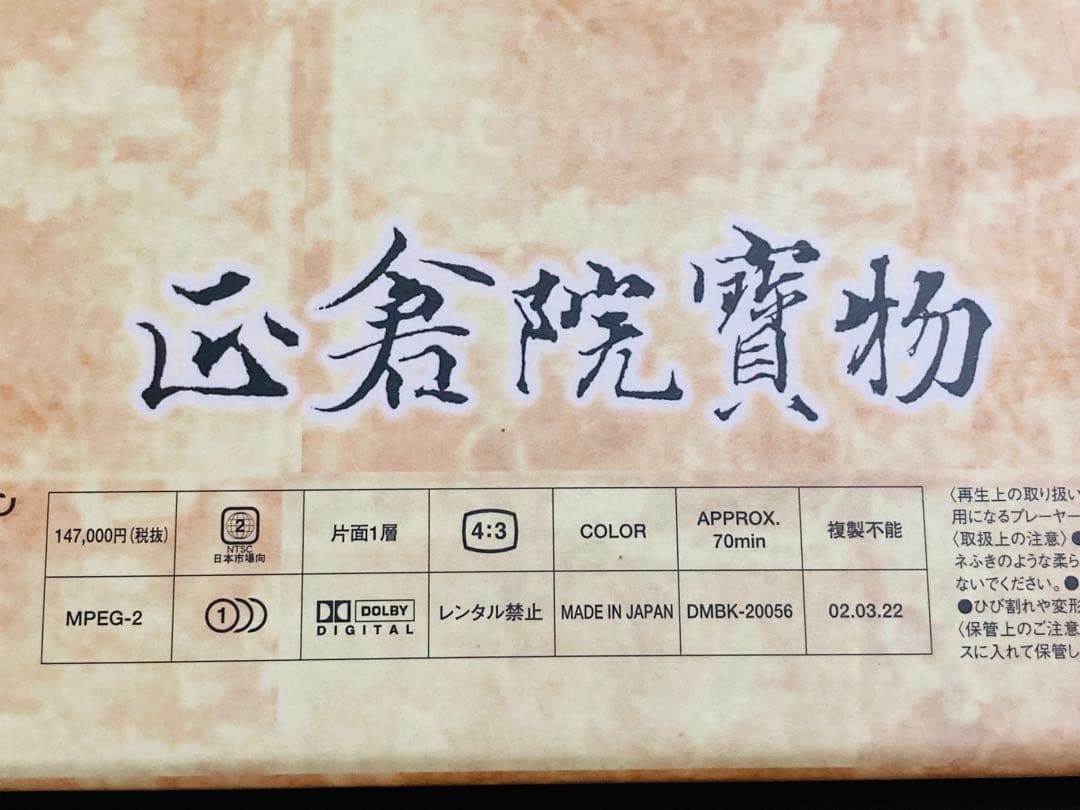 正倉院寶物
ン
147,000円(税抜)
2
NTSC
日本市場向
片面1層
4:3
COLOR
APPROX.
70min
複製不能
MPEG-2
1
DOLBY
DIGITAL
レンタル禁止
MADE IN JAPAN
DMBK-20056
02.03.22
〈再生上の取り扱い
用になるプレーヤー
〈取扱上の注意〉●
ネふきのような柔ら
ないでください。●
●ひび割れや変形
〈保管上のご注意
スに入れて保管し